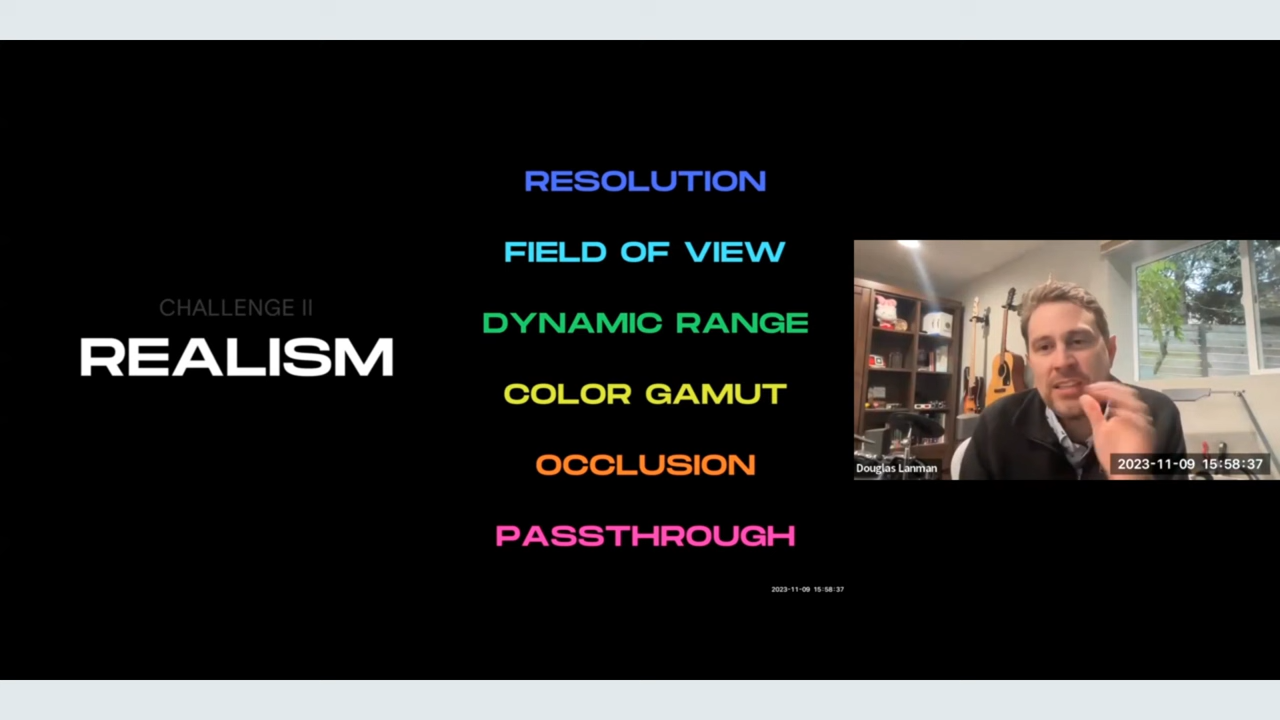 CHALLENGE II
REALISM
RESOLUTION
FIELD OF VIEW
DYNAMIC RANGE
COLOR GAMUT
OCCLUSION
PASSTHROUGH
2023-11-09 15:58:37
Douglas Lanman
2023-11-09 15:58:37